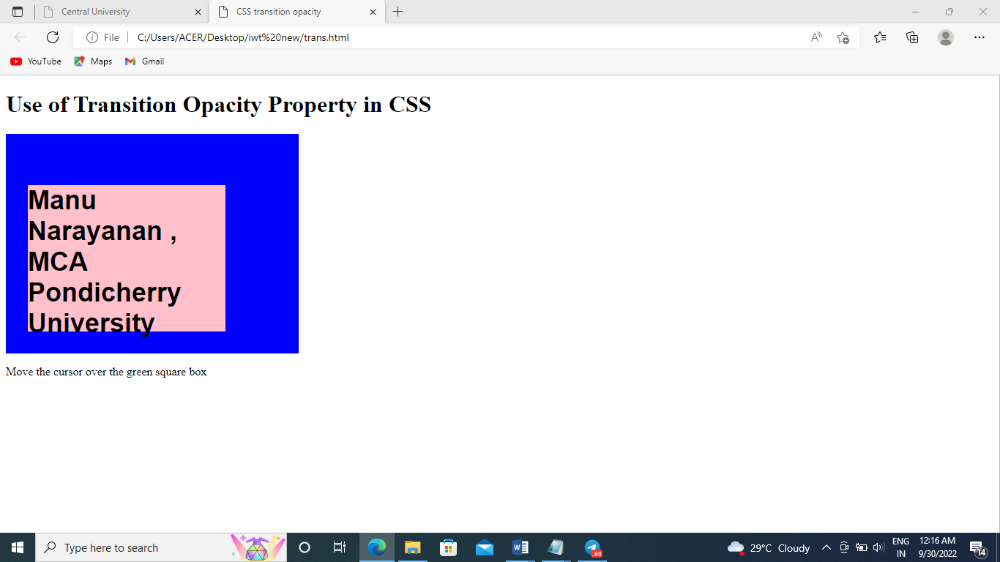 Central University
CSS transition opacity
File
C:/Users/ACER/Desktop/iwt%20new/trans.html
YouTube
Maps
Gmail
Use of Transition Opacity Property in CSS
Manu
Narayanan ,
MCA
Pondicherry
University
Move the cursor over the green square box
Type here to search
.89
29°C Cloudy
ENG
IN
12:16 AM
9/30/2022
14